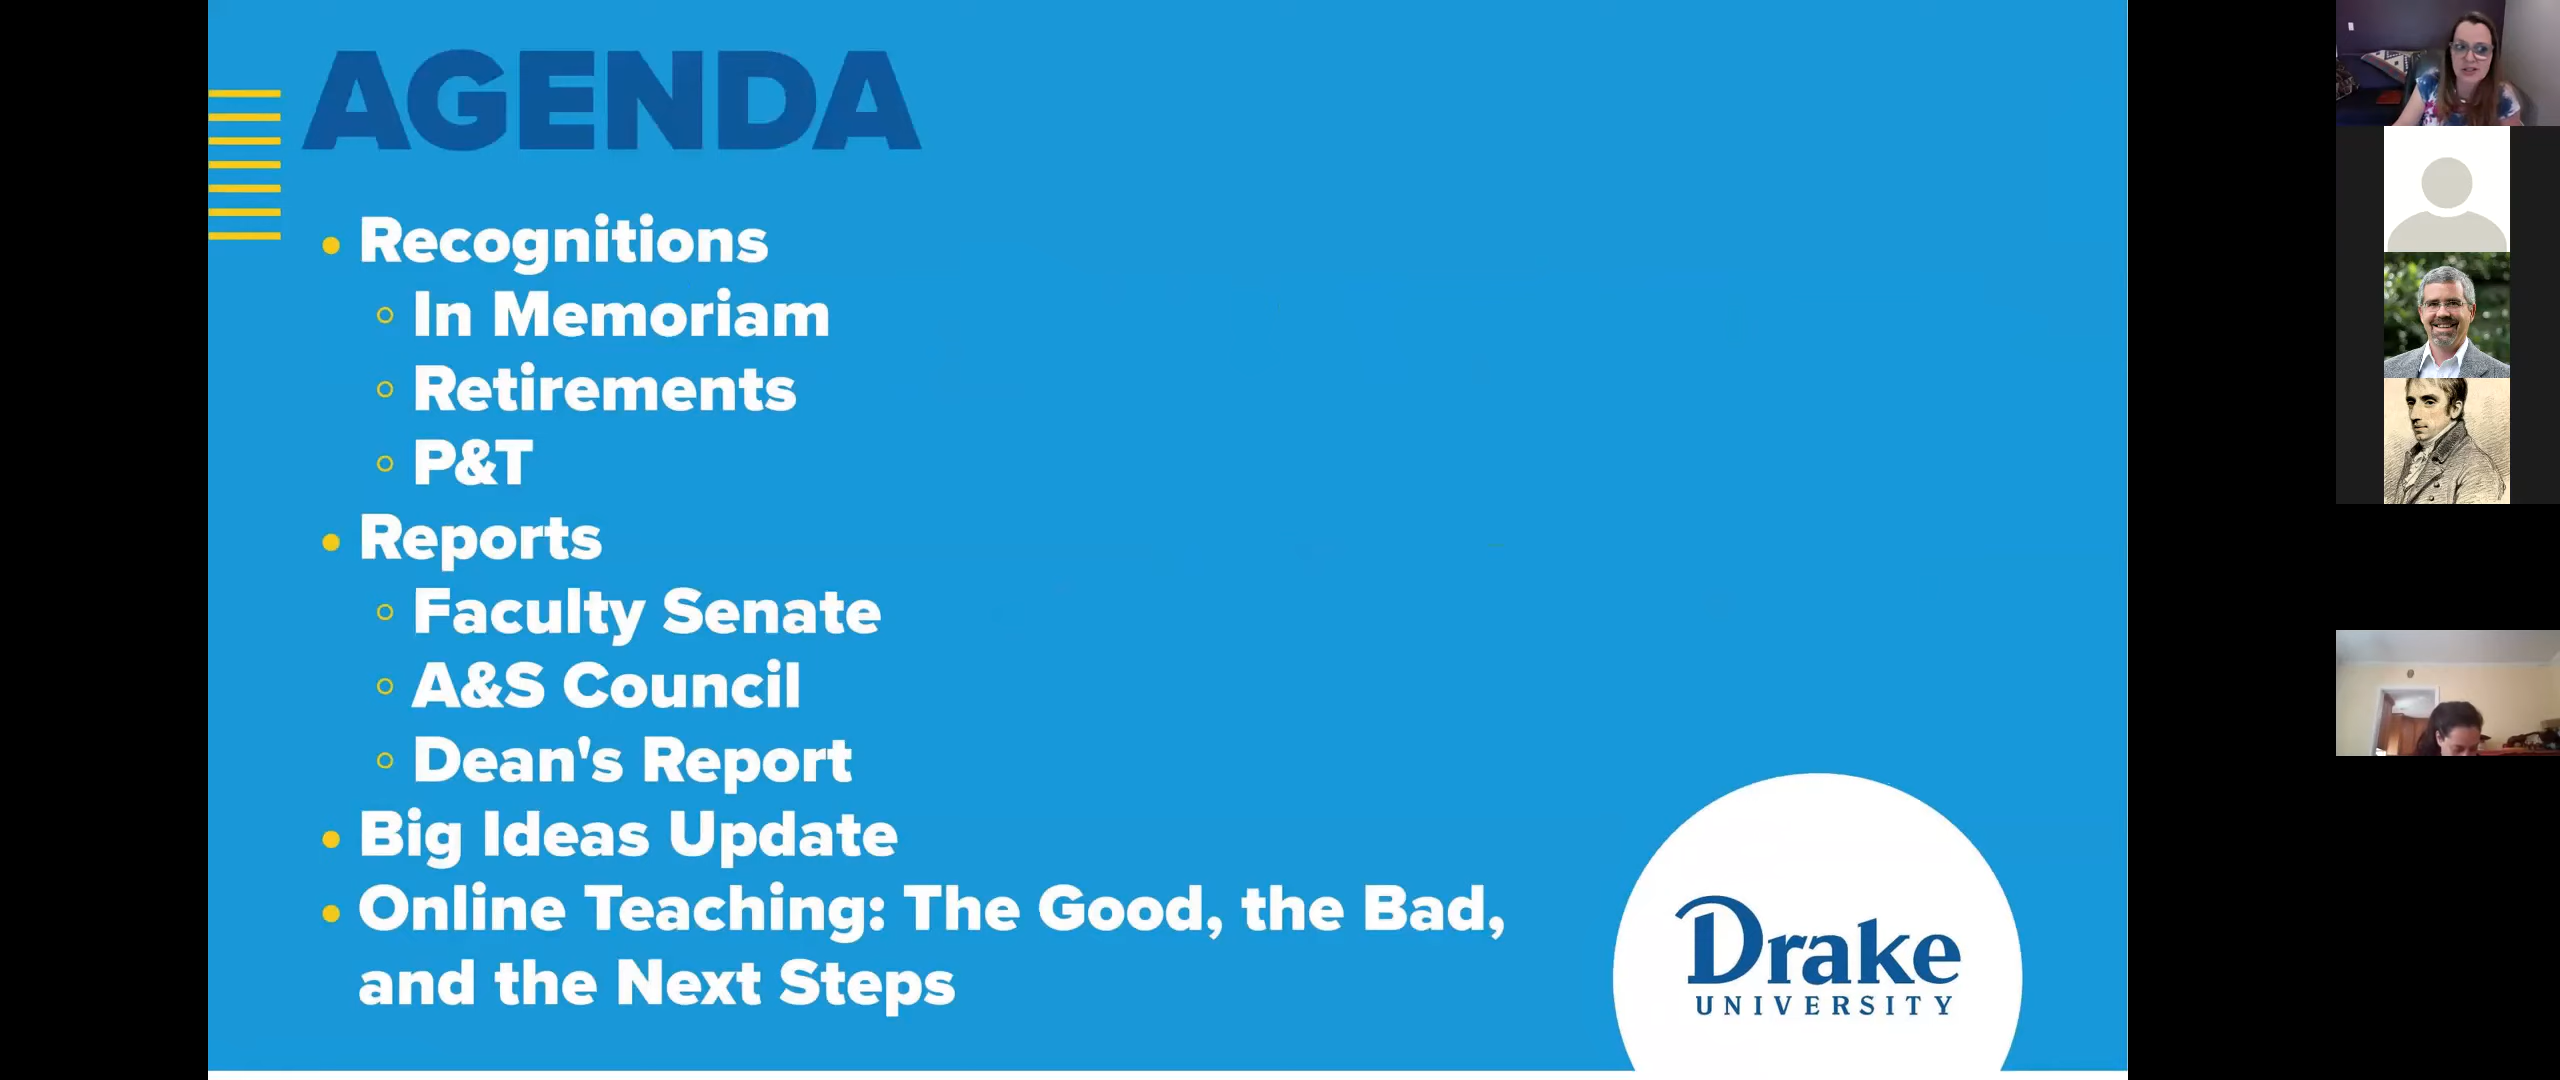 AGENDA
Recognitions
In Memoriam
Retirements
P&T
Reports
Faculty Senate
A&S Council
Dean's Report
Big Ideas Update
Online Teaching: The Good, the Bad,
and the Next Steps
Drake
UNIVERSITY